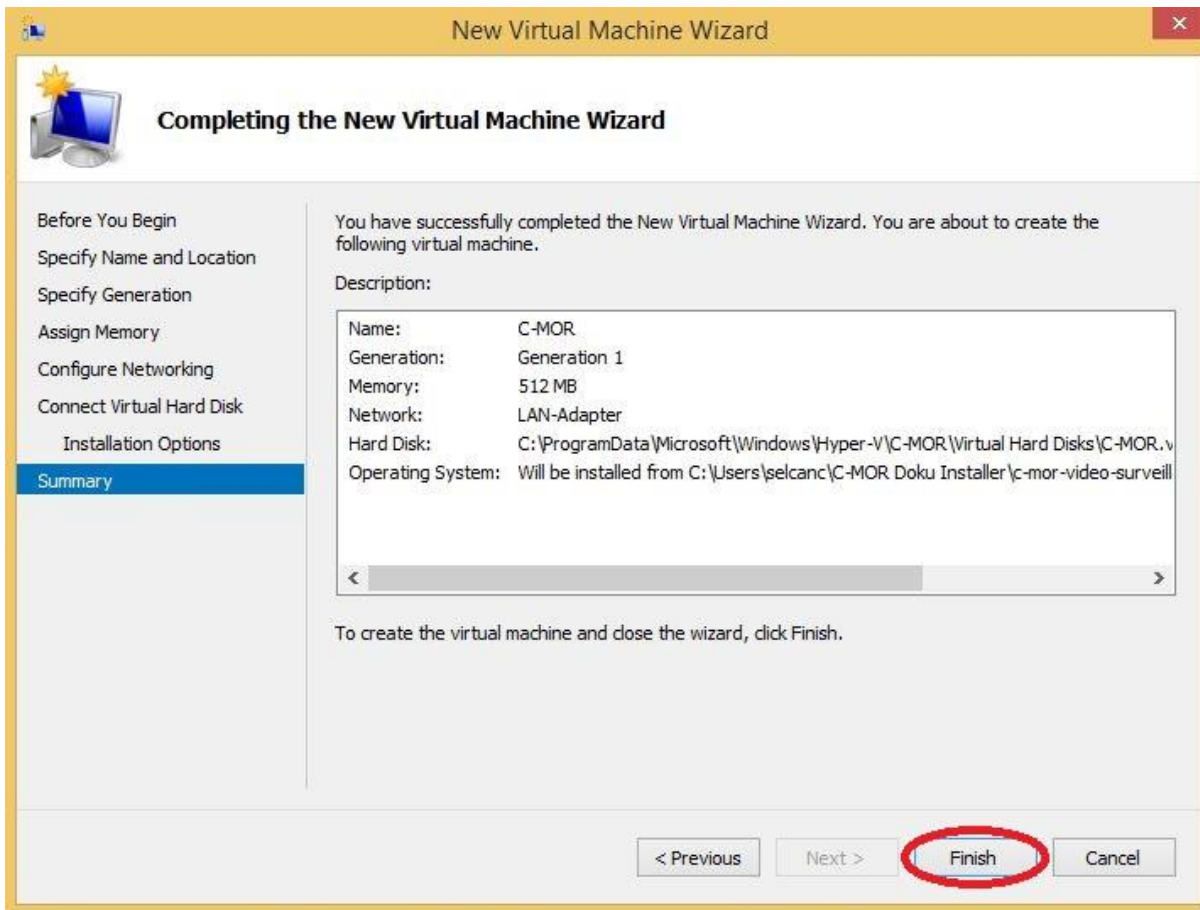 New Virtual Machine Wizard
Completing the New Virtual Machine Wizard
Before You Begin
Specify Name and Location
Specify Generation
Assign Memory
Configure Networking
Connect Virtual Hard Disk
Installation Options
Summary
You have successfully completed the New Virtual Machine Wizard. You are about to create the
following virtual machine.
Description:
Name: C-MOR
Generation: Generation 1
Memory: 512 MB
Network: LAN-Adapter
Hard Disk: C:\ProgramData\Microsoft\Windows\Hyper-V\C-MOR\Virtual Hard Disks\C-MOR.v
Operating System: Will be installed from C:\Users\selcanc\C-MOR Doku Installer\c-mor-video-surveill
To create the virtual machine and close the wizard, click Finish.
< Previous
Next >
Finish
Cancel